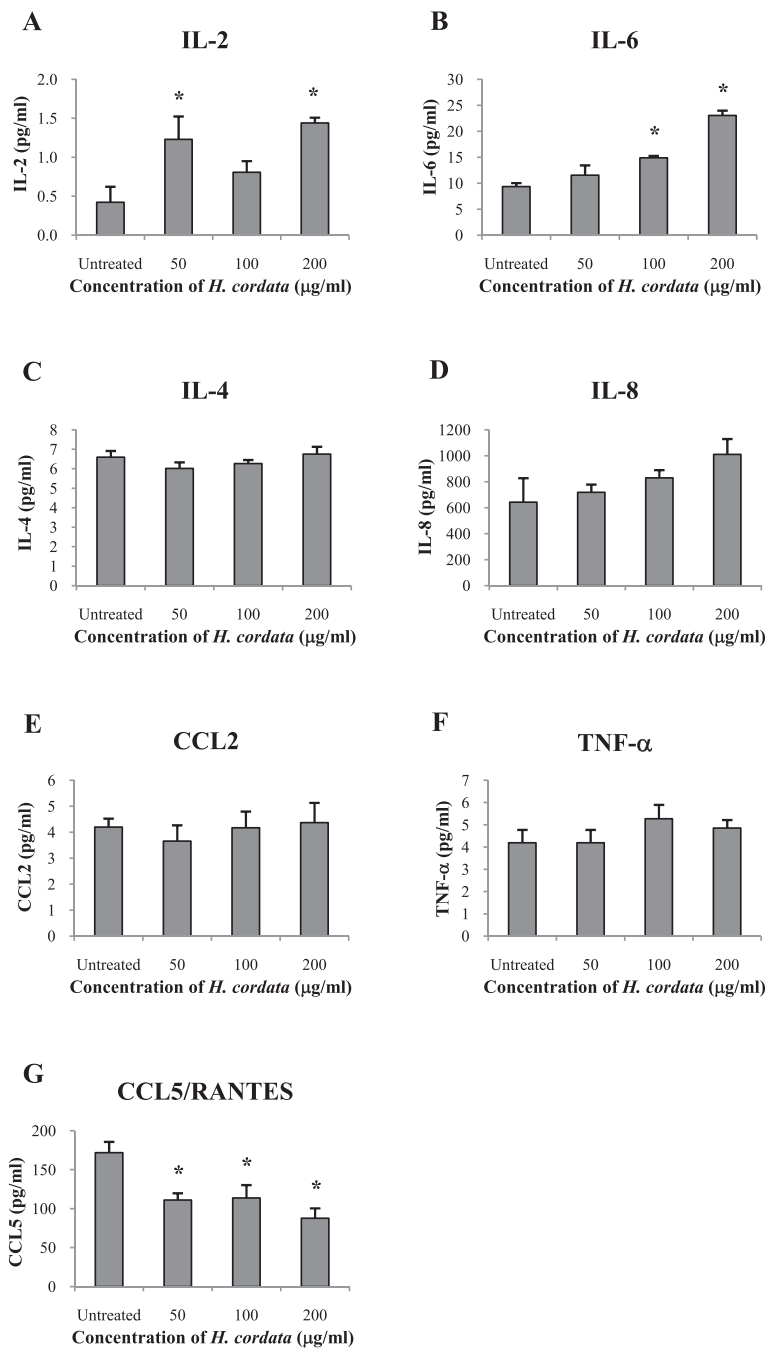 A
IL-2
IL-2 (pg/ml)
2.0
1.5
1.0
0.5
0.0
*
*
Untreated 50 100 200
Concentration of H. cordata (μg/ml)
B
IL-6
IL-6 (pg/ml)
30
25
20
15
10
5
0
*
*
Untreated 50 100 200
Concentration of H. cordata (μg/ml)
C
IL-4
IL-4 (pg/ml)
8
7
6
5
4
3
2
1
0
Untreated 50 100 200
Concentration of H. cordata (μg/ml)
D
IL-8
IL-8 (pg/ml)
1200
1000
800
600
400
200
0
Untreated 50 100 200
Concentration of H. cordata (μg/ml)
E
CCL2
CCL2 (pg/ml)
6
5
4
3
2
1
0
Untreated 50 100 200
Concentration of H. cordata (μg/ml)
F
TNF-α
TNF-α (pg/ml)
7
6
5
4
3
2
1
0
Untreated 50 100 200
Concentration of H. cordata (μg/ml)
G
CCL5/RANTES
CCL5 (pg/ml)
200
150
100
50
0
*
*
*
Untreated 50 100 200
Concentration of H. cordata (μg/ml)